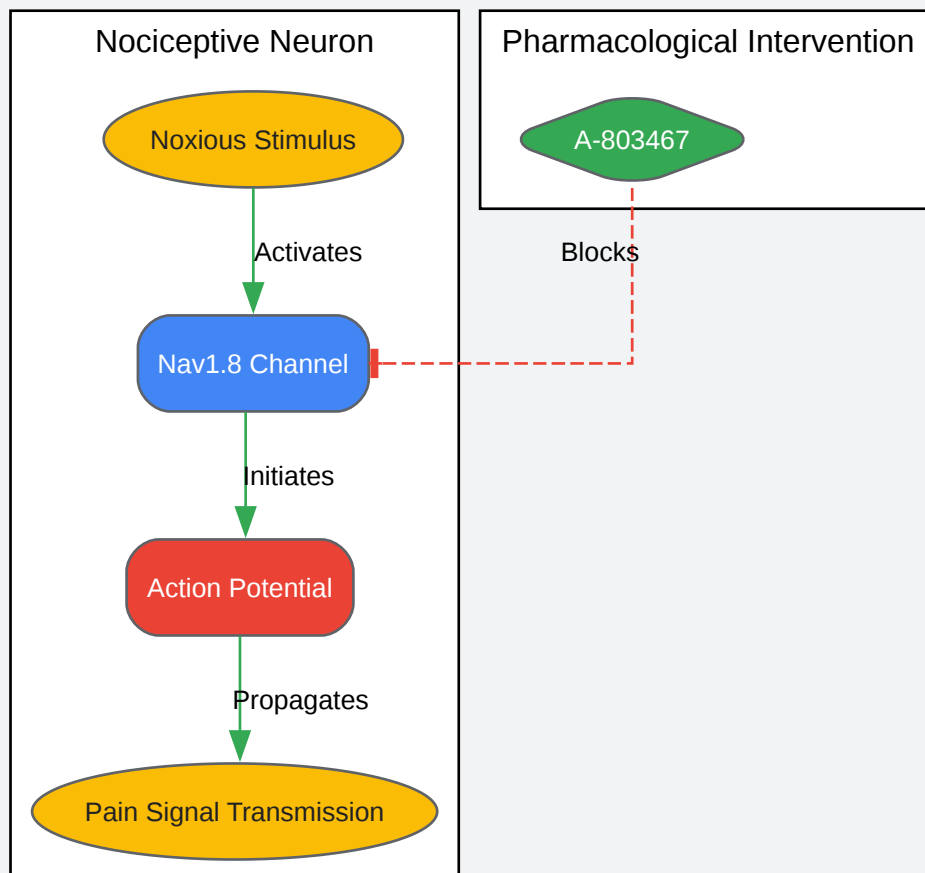 Nociceptive Neuron
Noxious Stimulus
Activates
Nav1.8 Channel
Initiates
Action Potential
Propagates
Pain Signal Transmission
Pharmacological Intervention
A-803467
Blocks